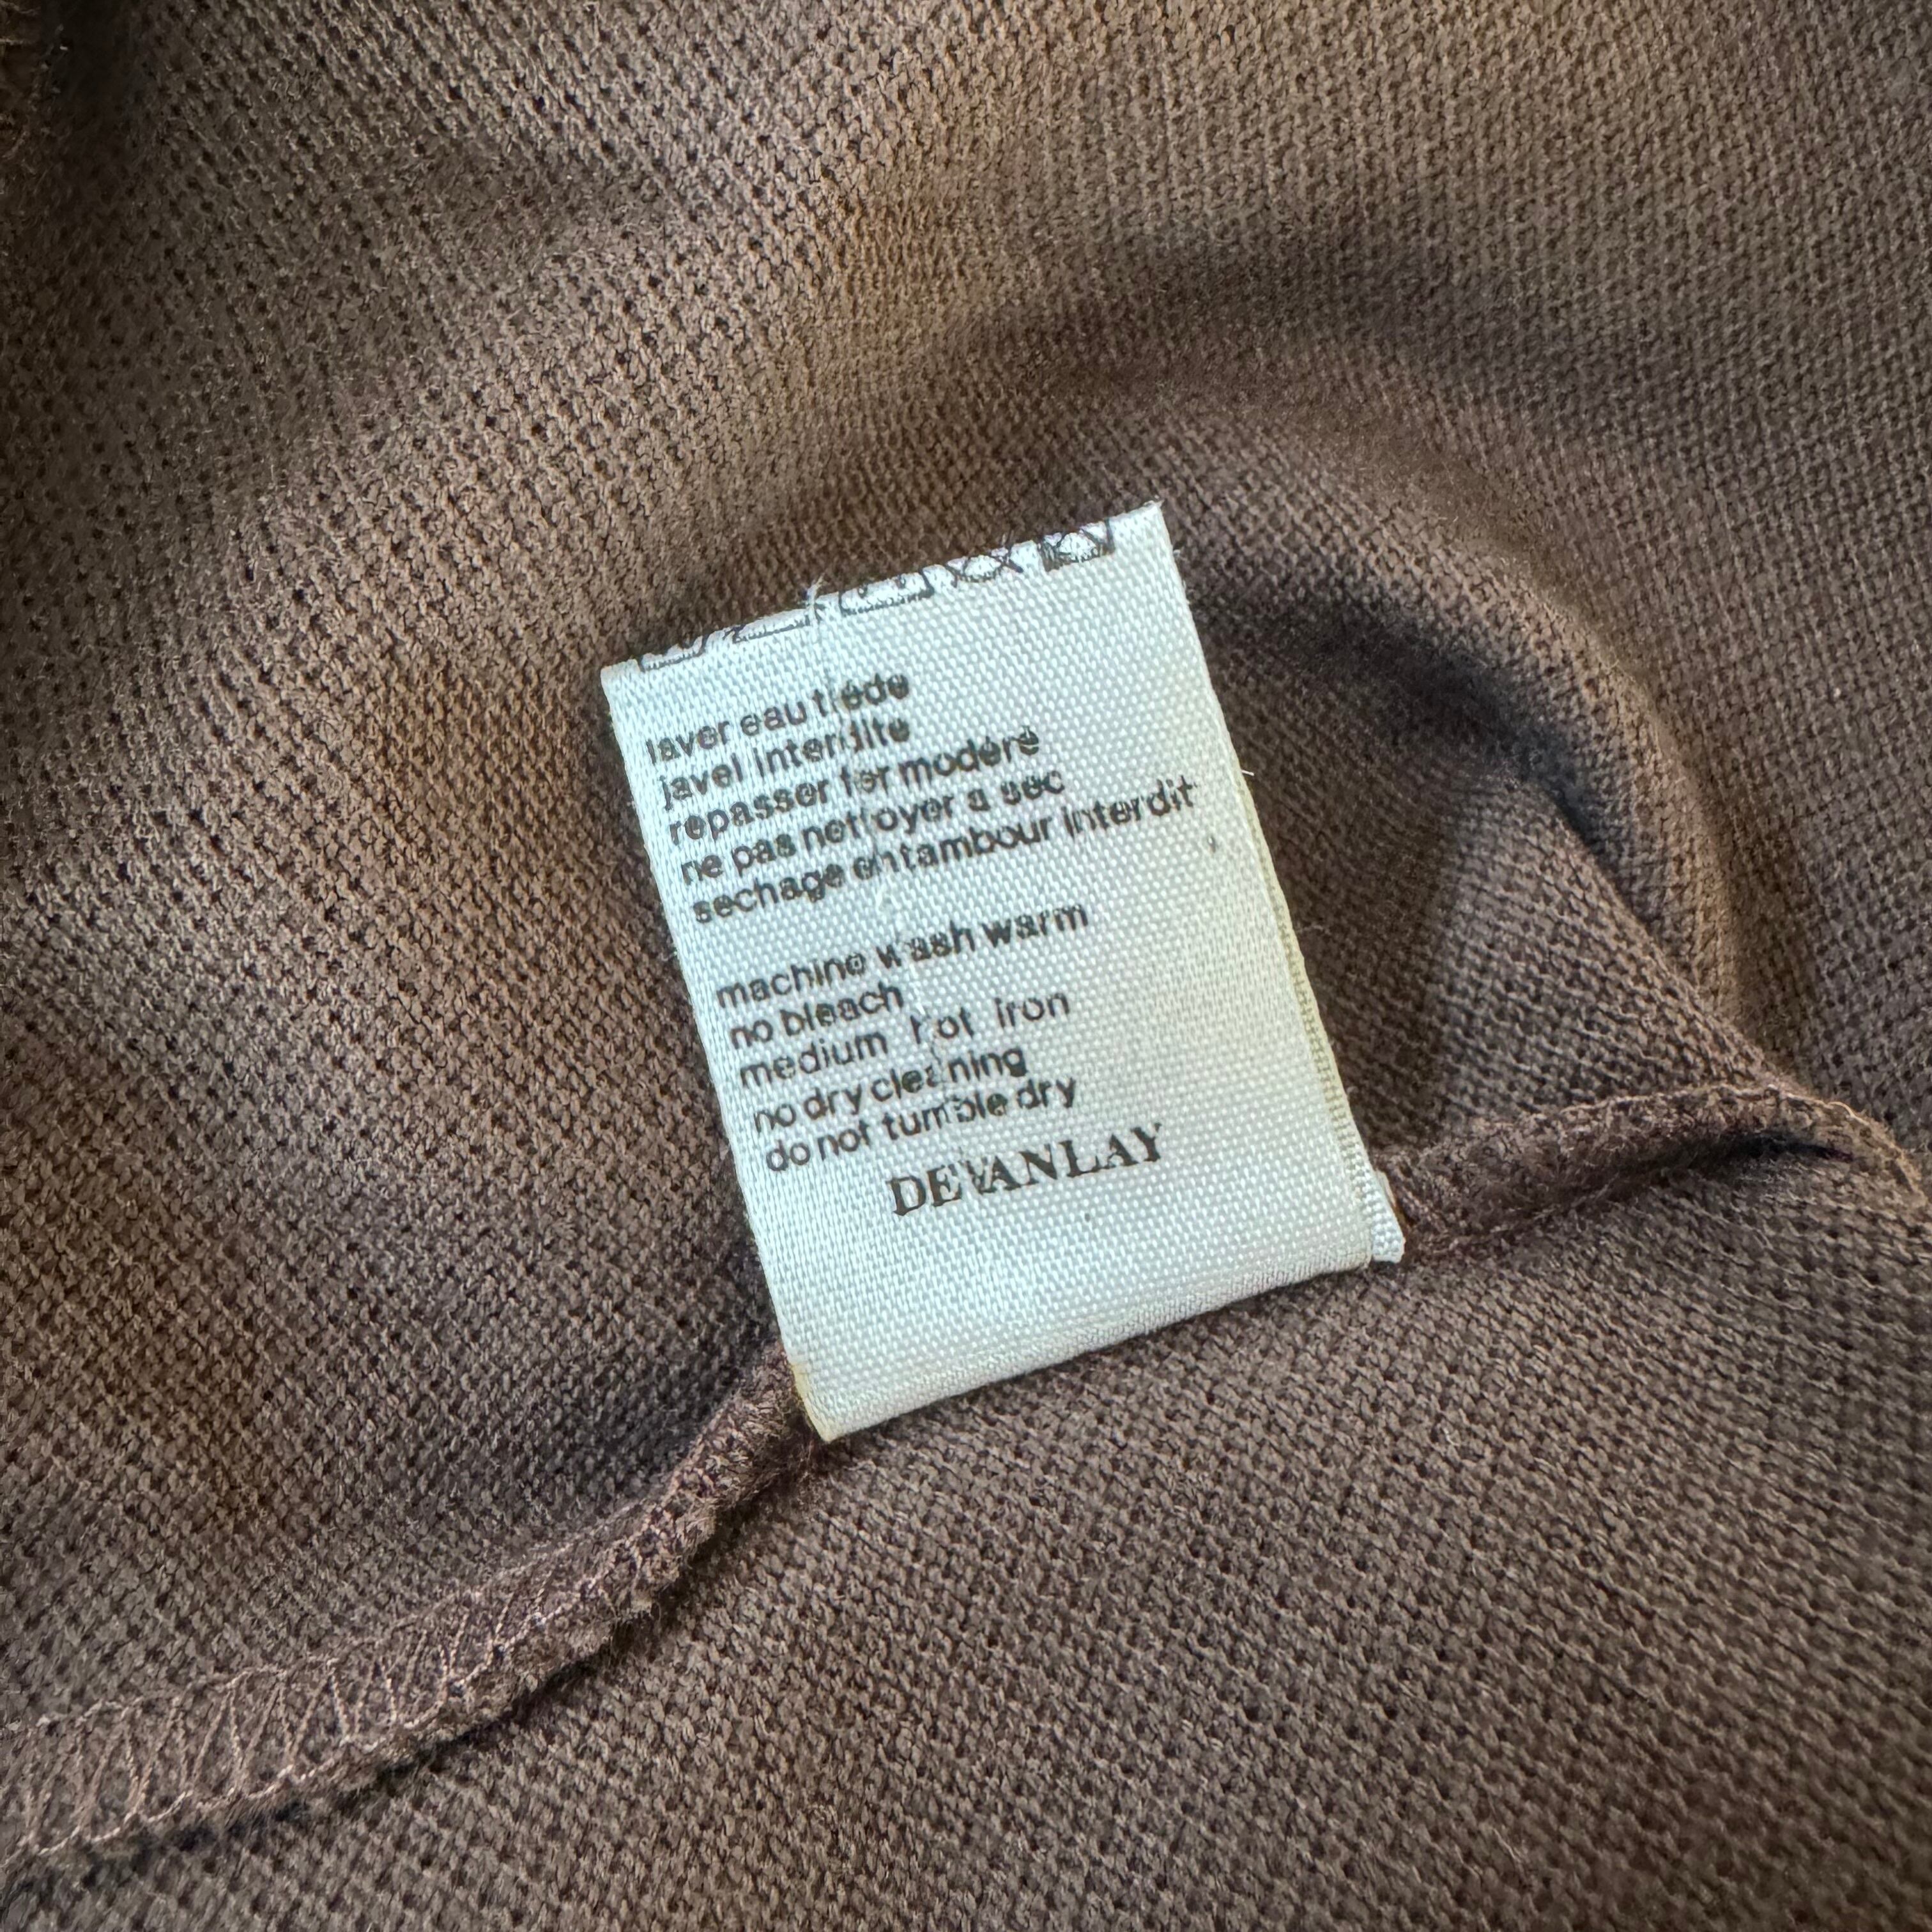 laver eau tiede
javel interdite
repasser fer modéré
ne pas nettoyer a sec
sechage en tambour interdit
machine wash warm
no bleach
medium hot iron
no dry cleaning
do not tumble dry
DEVANLAY